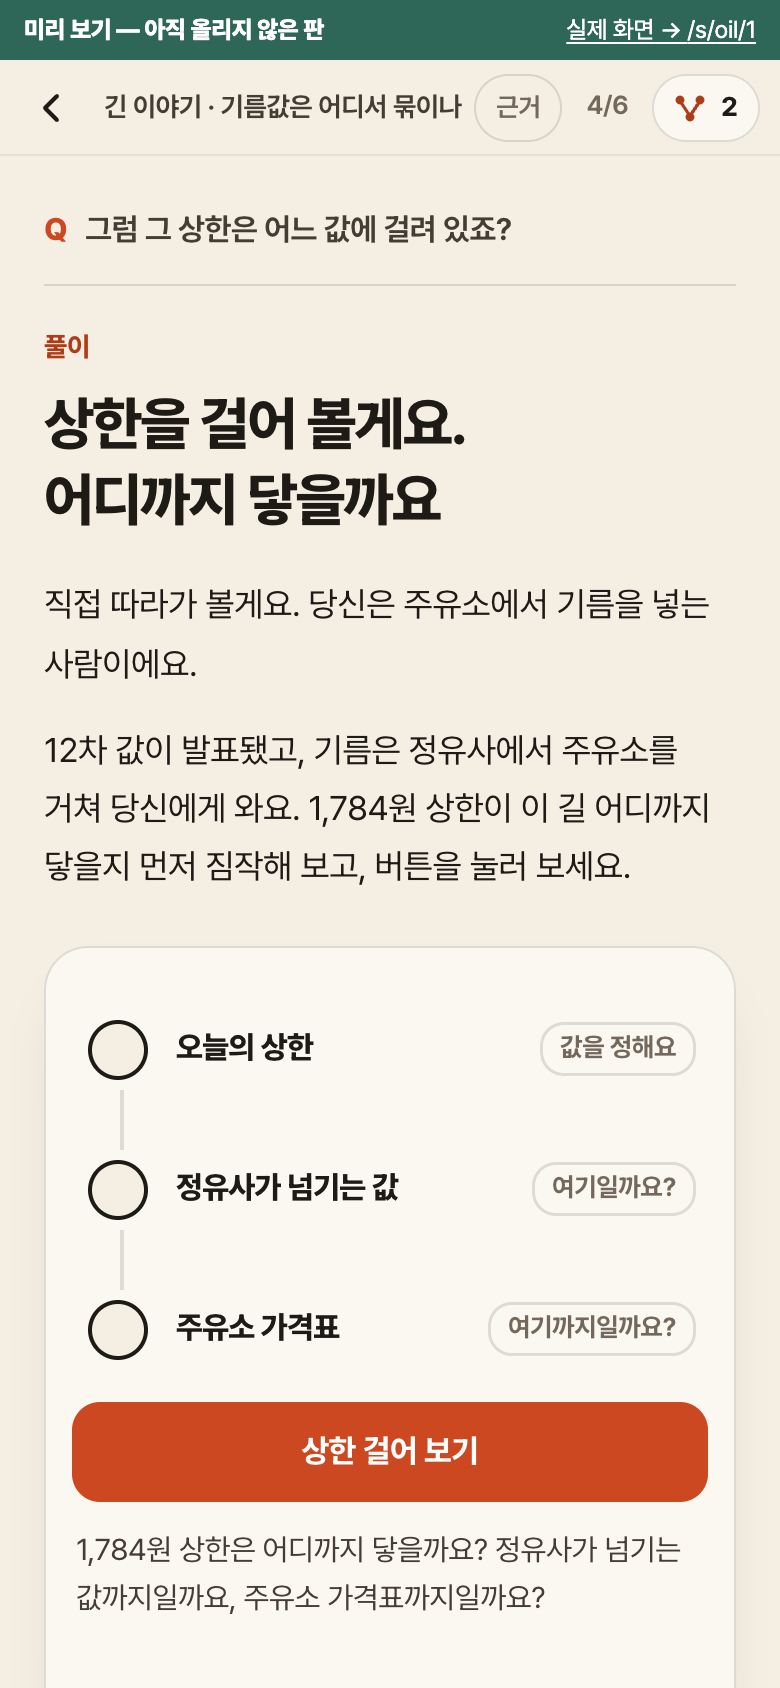 미리 보기 — 아직 올리지 않은 판
실제 화면 → /s/oil/1
긴 이야기 · 기름값은 어디서 묶이나
근거
4/6
2
Q 그럼 그 상한은 어느 값에 걸려 있죠?
풀이
상한을 걸어 볼게요.
어디까지 닿을까요
직접 따라가 볼게요. 당신은 주유소에서 기름을 넣는
사람이에요.
12차 값이 발표됐고, 기름은 정유사에서 주유소를
거쳐 당신에게 와요. 1,784원 상한이 이 길 어디까지
닿을지 먼저 짐작해 보고, 버튼을 눌러 보세요.
오늘의 상한
값을 정해요
정유사가 넘기는 값
여기일까요?
주유소 가격표
여기까지일까요?
상한 걸어 보기
1,784원 상한은 어디까지 닿을까요? 정유사가 넘기는
값까지일까요, 주유소 가격표까지일까요?